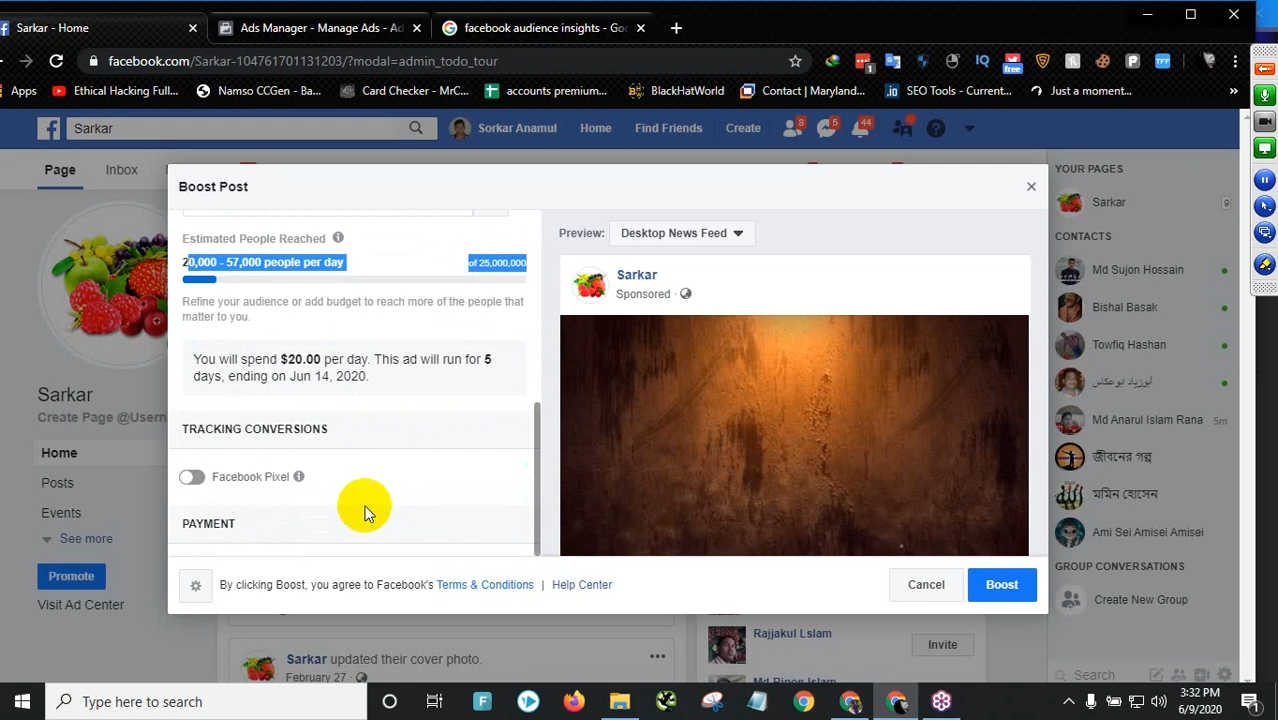 Sarkar - Home
Ads Manager - Manage Ads - Ad
facebook audience insights - Go
facebook.com/Sarkar-104761701131203/?modal=admin_todo_tour
1
IQ
free
TFF
Apps
Ethical Hacking Full...
Namso CCGen - Ba...
Card Checker - MrC...
accounts premium...
BlackHatWorld
Contact | Maryland...
SEO Tools - Current...
Just a moment...
Sarkar
Sorkar Anamul
Home
Find Friends
Create
8
5
44
Page
Inbox
Sarkar
Create Page @Usern
Home
Posts
Events
See more
Promote
Visit Ad Center
Boost Post
Estimated People Reached
20,000 - 57,000 people per day
of 25,000,000
Refine your audience or add budget to reach more of the people that
matter to you.
You will spend $20.00 per day. This ad will run for 5
days, ending on Jun 14, 2020.
TRACKING CONVERSIONS
Facebook Pixel
PAYMENT
Preview:
Desktop News Feed
Sarkar
Sponsored
By clicking Boost, you agree to Facebook's Terms & Conditions | Help Center
Cancel
Boost
Sarkar updated their cover photo.
February 27
Rajjakul Lslam
Invite
YOUR PAGES
Sarkar
CONTACTS
Md Sujon Hossain
Bishal Basak
Towfiq Hashan
أبوزياد ابوعكاس
Md Anarul Islam Rana
5m
জীবনের গল্প
মমিন হোসেন
Ami Sei Amisei Amisei
GROUP CONVERSATIONS
Create New Group
Search
Type here to search
3:32 PM
6/9/2020